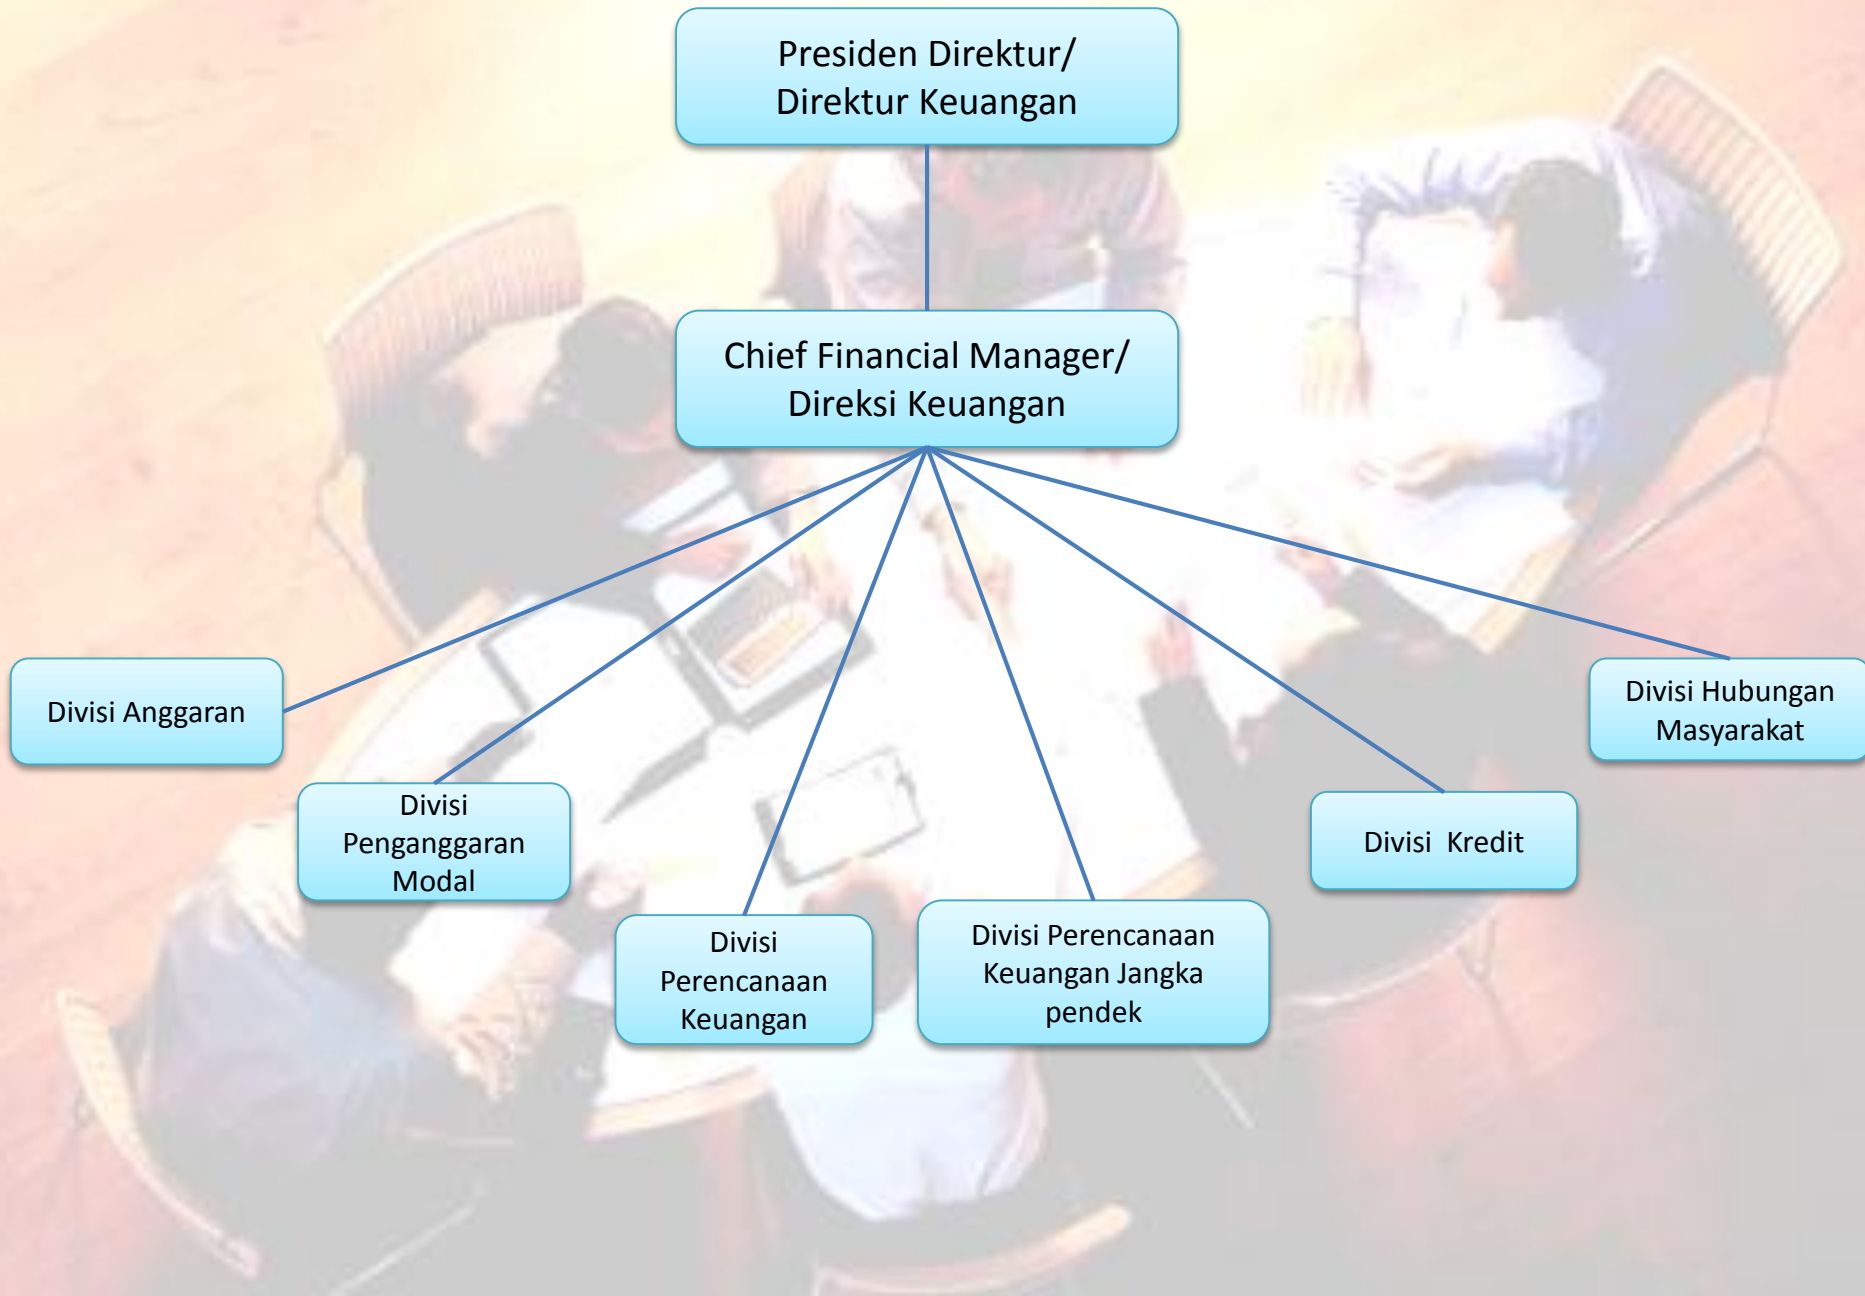 Presiden Direktur/
Direktur Keuangan
Chief Financial Manager/
Direksi Keuangan
Divisi Anggaran
Divisi
Penganggaran
Modal
Divisi
Perencanaan
Keuangan
Divisi Perencanaan
Keuangan Jangka
pendek
Divisi  Kredit
Divisi Hubungan
Masyarakat